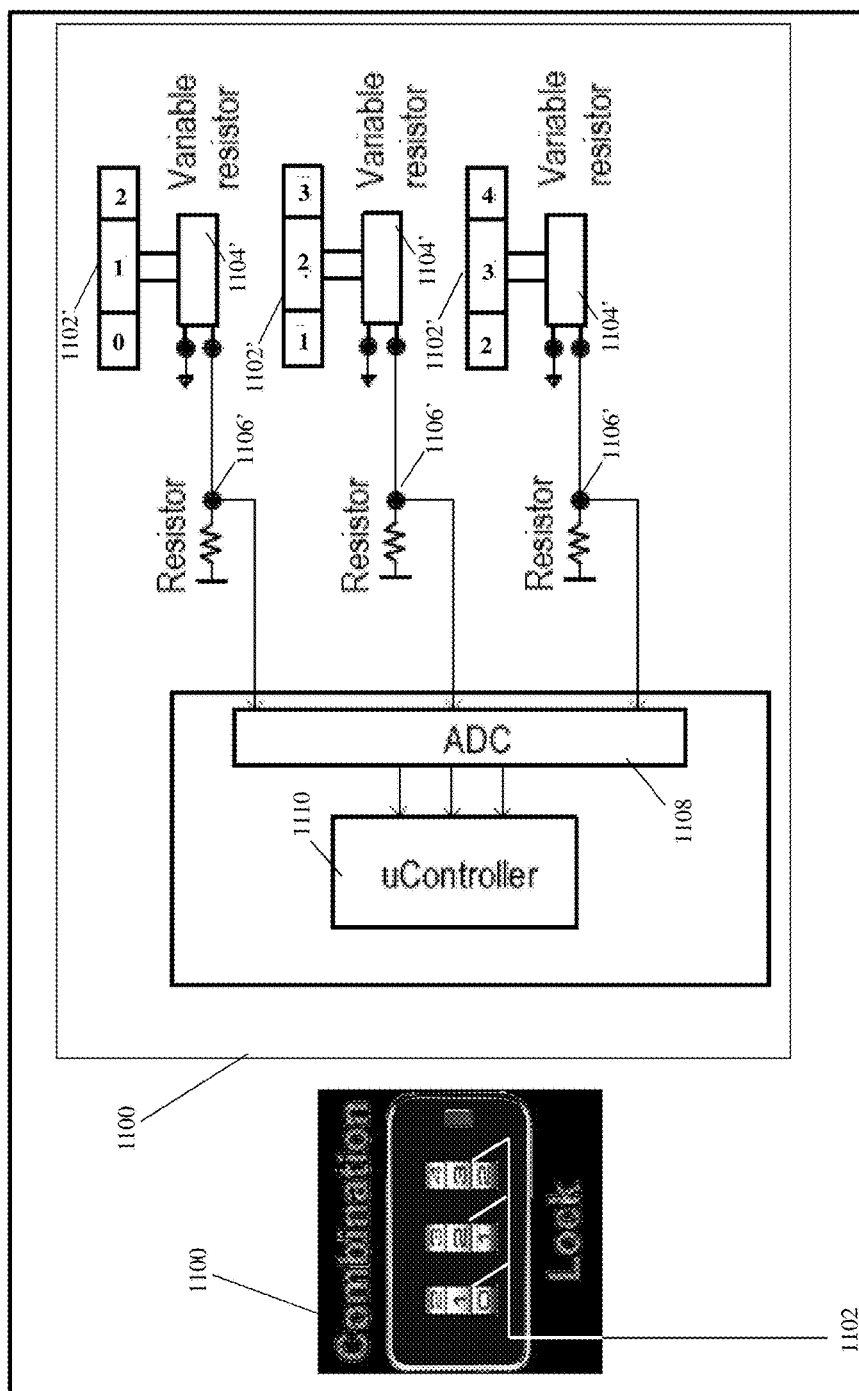 1100
Combination
Lock
1102
1100
1110
uController
ADC
1108
Resistor
1106'
Resistor
1106'
Resistor
1106'
1102'
0 1 2
1104'
Variable
resistor
1102'
1 2 3
1104'
Variable
resistor
1102'
2 3 4
1104'
Variable
resistor